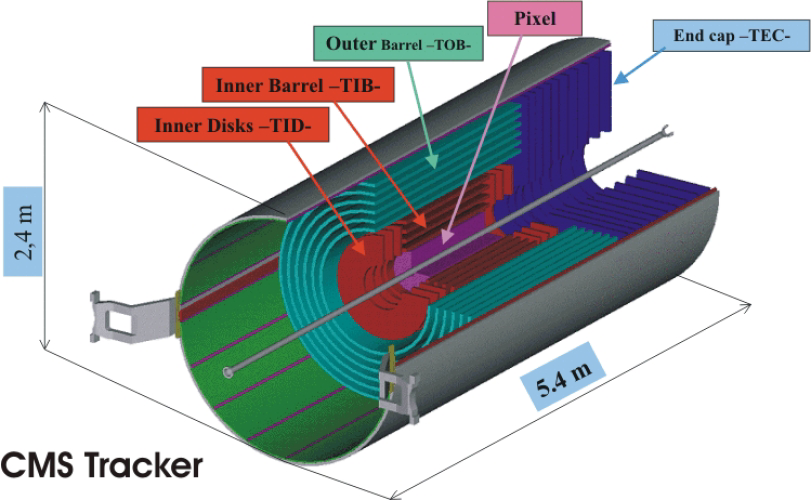 Pixel
Outer Barrel –TOB-
End cap –TEC-
Inner Barrel –TIB-
Inner Disks –TID-
2,4 m
5.4 m
CMS Tracker